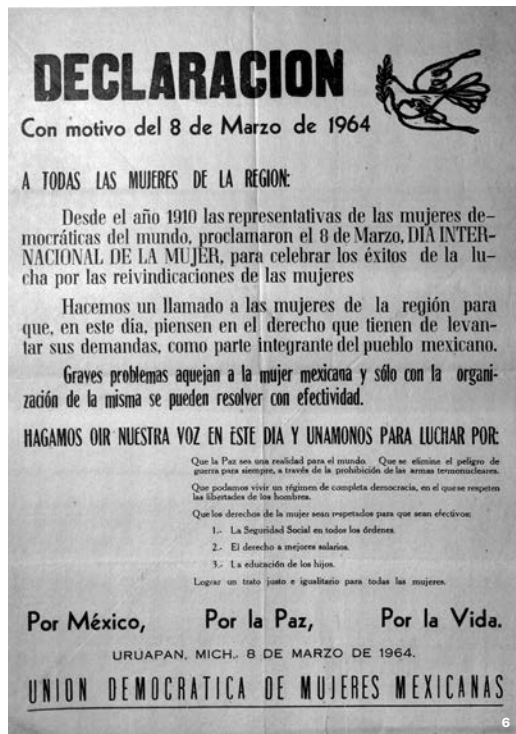 DECLARACION
Con motivo del 8 de Marzo de 1964
A TODAS LAS MUJERES DE LA REGION:
Desde el año 1910 las representativas de las mujeres de-
mocráticas del mundo, proclamaron el 8 de Marzo, DIA INTER-
NACIONAL DE LA MUJER, para celebrar los éxitos de la lu-
cha por las reivindicaciones de las mujeres
Hacemos un llamado a las mujeres de la región para
que, en este día, piensen en el derecho que tienen de levan-
tar sus demandas, como parte integrante del pueblo mexicano.
Graves problemas aquejan a la mujer mexicana y sólo con la organi-
zación de la misma se pueden resolver con efectividad.
HAGAMOS OIR NUESTRA VOZ EN ESTE DIA Y UNAMONOS PARA LUCHAR POR:
Que la Paz sea una realidad para el mundo. Que se elimine el peligro de
guerra para siempre, a través de la prohibición de las armas termonucleares.
Que podamos vivir un régimen de completa democracia, en el que se respeten
las libertades de los hombres.
Que los derechos de la mujer sean respetados para que sean efectivos:
1.- La Seguridad Social en todos los órdenes.
2.- El derecho a mejores salarios.
3.- La educación de los hijos.
Lograr un trato justo e igualitario para todas las mujeres.
Por México, Por la Paz, Por la Vida.
URUAPAN, MICH., 8 DE MARZO DE 1964.
UNION DEMOCRATICA DE MUJERES MEXICANAS
6